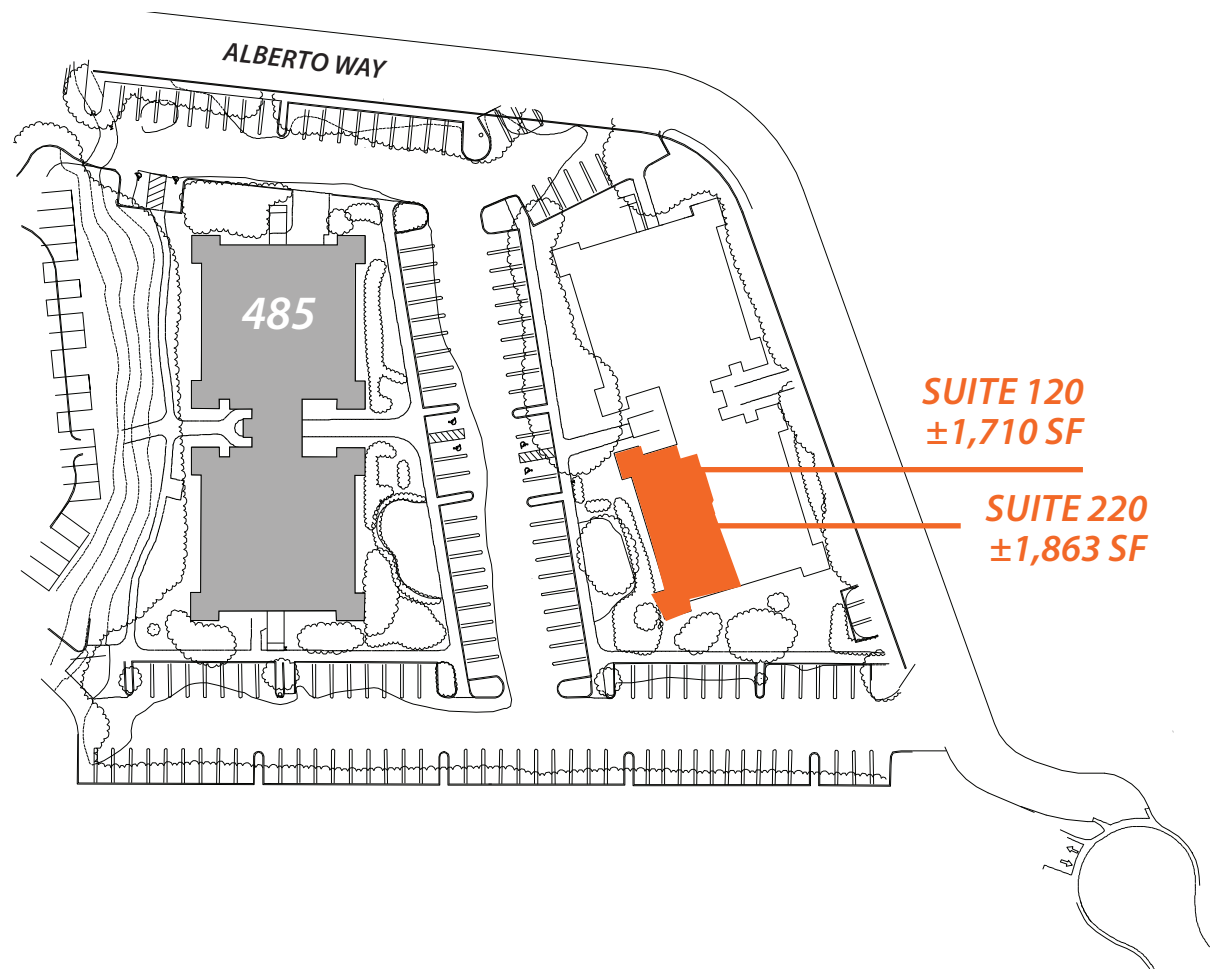 ALBERTO WAY
485
SUITE 120
±1,710 SF
SUITE 220
±1,863 SF